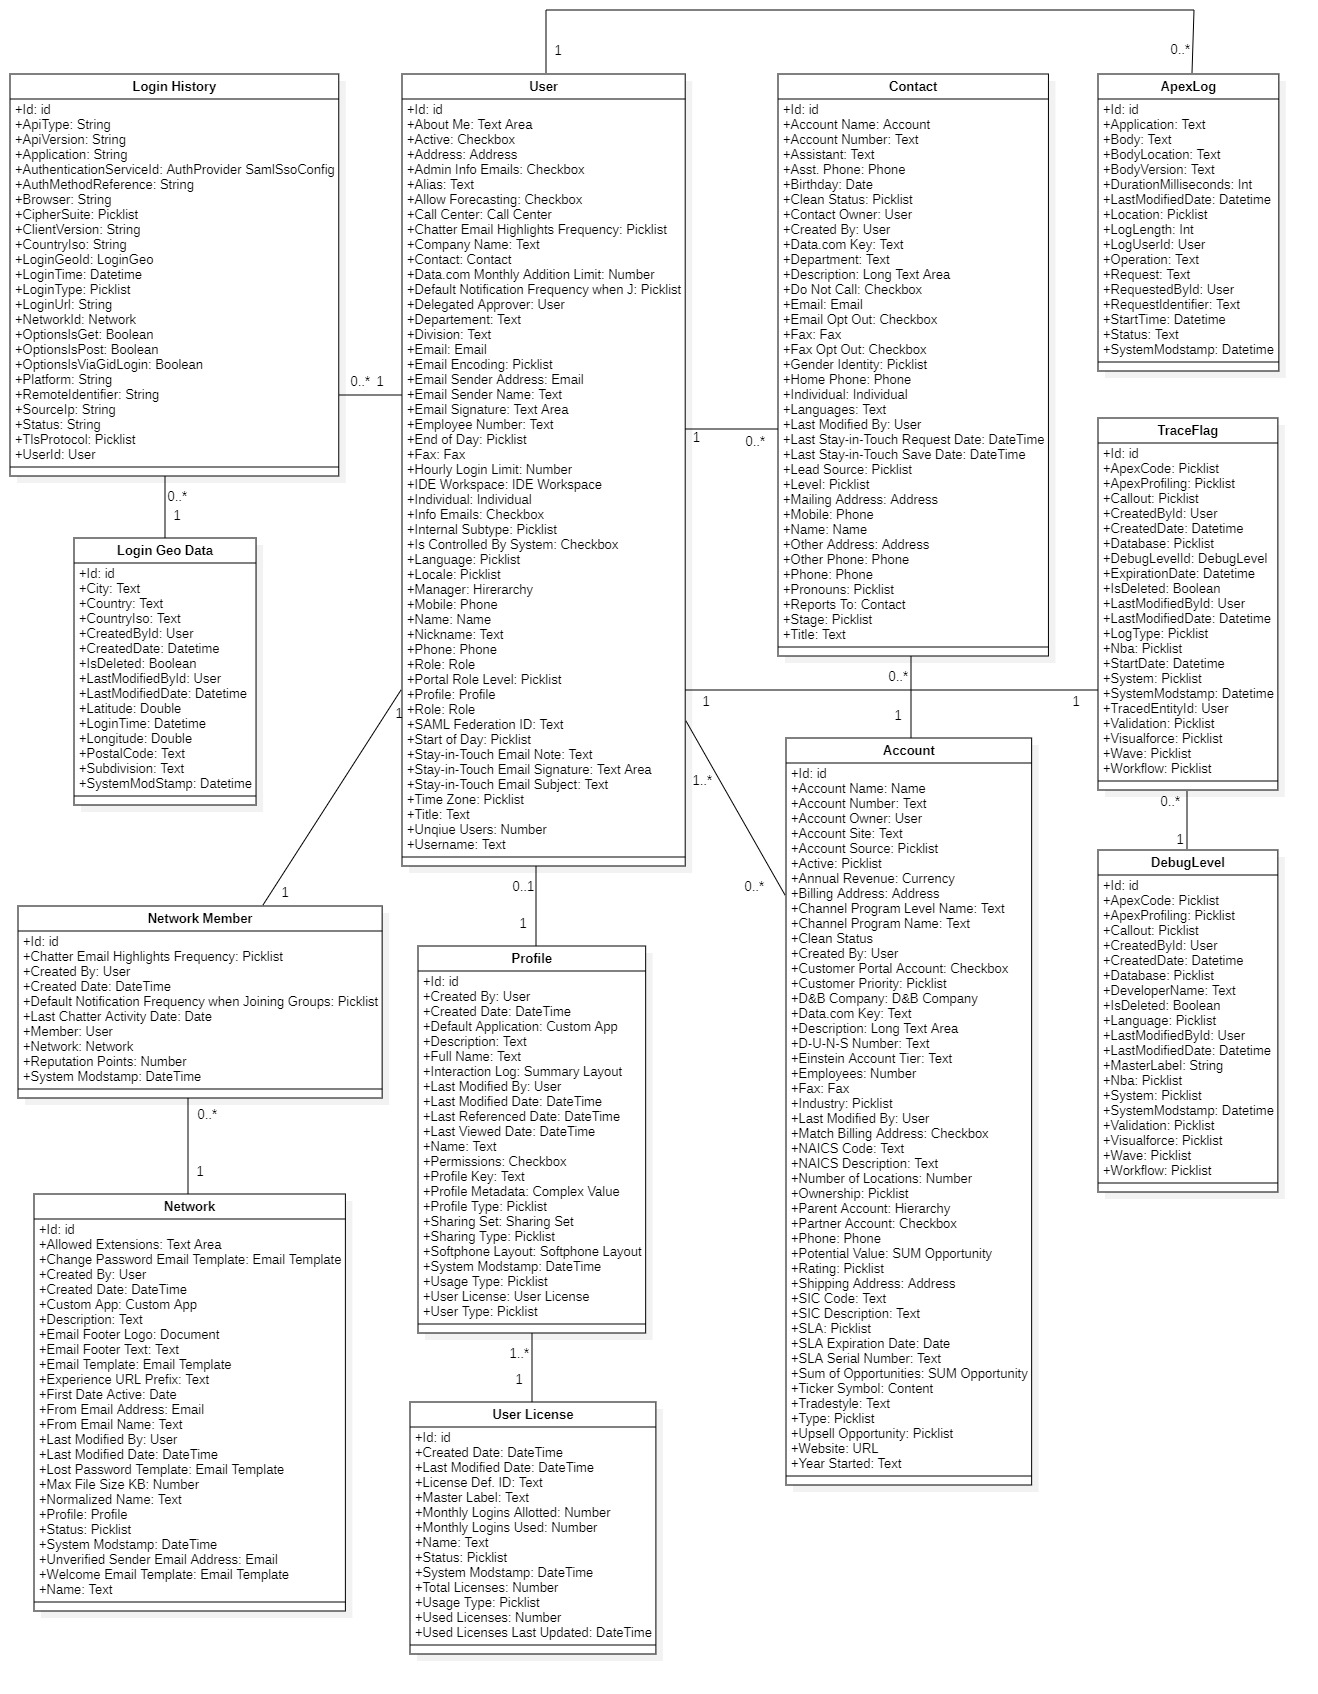 1
0..*
Login History
+Id: id
+ApiType: String
+ApiVersion: String
+Application: String
+AuthenticationServiceId: AuthProvider SamlSsoConfig
+AuthMethodReference: String
+Browser: String
+CipherSuite: Picklist
+ClientVersion: String
+CountryIso: String
+LoginGeoId: LoginGeo
+LoginTime: Datetime
+LoginType: Picklist
+LoginUrl: String
+NetworkId: Network
+OptionsIsGet: Boolean
+OptionsIsPost: Boolean
+OptionsIsViaGidLogin: Boolean
+Platform: String
+RemoteIdentifier: String
+SourceIp: String
+Status: String
+TlsProtocol: Picklist
+UserId: User
0..* 1
0..*
1
Login Geo Data
+Id: id
+City: Text
+Country: Text
+CountryIso: Text
+CreatedById: User
+CreatedDate: Datetime
+IsDeleted: Boolean
+LastModifiedById: User
+LastModifiedDate: Datetime
+Latitude: Double
+LoginTime: Datetime
+Longitude: Double
+PostalCode: Text
+Subdivision: Text
+SystemModStamp: Datetime
User
+Id: id
+About Me: Text Area
+Active: Checkbox
+Address: Address
+Admin Info Emails: Checkbox
+Alias: Text
+Allow Forecasting: Checkbox
+Call Center: Call Center
+Chatter Email Highlights Frequency: Picklist
+Company Name: Text
+Contact: Contact
+Data.com Monthly Addition Limit: Number
+Default Notification Frequency when J: Picklist
+Delegated Approver: User
+Departement: Text
+Division: Text
+Email: Email
+Email Encoding: Picklist
+Email Sender Address: Email
+Email Sender Name: Text
+Email Signature: Text Area
+Employee Number: Text
+End of Day: Picklist
+Fax: Fax
+Hourly Login Limit: Number
+IDE Workspace: IDE Workspace
+Individual: Individual
+Info Emails: Checkbox
+Internal Subtype: Picklist
+Is Controlled By System: Checkbox
+Language: Picklist
+Locale: Picklist
+Manager: Hirerarchy
+Mobile: Phone
+Name: Name
+Nickname: Text
+Phone: Phone
+Role: Role
+Portal Role Level: Picklist
+Profile: Profile
+Role: Role
+SAML Federation ID: Text
+Start of Day: Picklist
+Stay-in-Touch Email Note: Text
+Stay-in-Touch Email Signature: Text Area
+Stay-in-Touch Email Subject: Text
+Time Zone: Picklist
+Title: Text
+Unqiue Users: Number
+Username: Text
1
0..*
Contact
+Id: id
+Account Name: Account
+Account Number: Text
+Assistant: Text
+Asst. Phone: Phone
+Birthday: Date
+Clean Status: Picklist
+Contact Owner: User
+Created By: User
+Data.com Key: Text
+Department: Text
+Description: Long Text Area
+Do Not Call: Checkbox
+Email: Email
+Email Opt Out: Checkbox
+Fax: Fax
+Fax Opt Out: Checkbox
+Gender Identity: Picklist
+Home Phone: Phone
+Individual: Individual
+Languages: Text
+Last Modified By: User
+Last Stay-in-Touch Request Date: DateTime
+Last Stay-in-Touch Save Date: DateTime
+Lead Source: Picklist
+Level: Picklist
+Mailing Address: Address
+Mobile: Phone
+Name: Name
+Other Address: Address
+Other Phone: Phone
+Phone: Phone
+Pronouns: Picklist
+Reports To: Contact
+Stage: Picklist
+Title: Text
ApexLog
+Id: id
+Application: Text
+Body: Text
+BodyLocation: Text
+BodyVersion: Text
+DurationMilliseconds: Int
+LastModifiedDate: Datetime
+Location: Picklist
+LogLength: Int
+LogUserId: User
+Operation: Text
+Request: Text
+RequestedById: User
+RequestIdentifier: Text
+StartTime: Datetime
+Status: Text
+SystemModstamp: Datetime
TraceFlag
+Id: id
+ApexCode: Picklist
+ApexProfiling: Picklist
+Callout: Picklist
+CreatedById: User
+CreatedDate: Datetime
+Database: Picklist
+DebugLevelId: DebugLevel
+ExpirationDate: Datetime
+IsDeleted: Boolean
+LastModifiedById: User
+LastModifiedDate: Datetime
+LogType: Picklist
+Nba: Picklist
+StartDate: Datetime
+System: Picklist
+SystemModstamp: Datetime
+TracedEntityId: User
+Validation: Picklist
+Visualforce: Picklist
+Wave: Picklist
+Workflow: Picklist
0..*
1
1
1
1
1..*
0..*
0..*
1
DebugLevel
+Id: id
+ApexCode: Picklist
+ApexProfiling: Picklist
+Callout: Picklist
+CreatedById: User
+CreatedDate: Datetime
+Database: Picklist
+DeveloperName: Text
+IsDeleted: Boolean
+Language: Picklist
+LastModifiedById: User
+LastModifiedDate: Datetime
+MasterLabel: String
+Nba: Picklist
+System: Picklist
+SystemModstamp: Datetime
+Validation: Picklist
+Visualforce: Picklist
+Wave: Picklist
+Workflow: Picklist
Account
+Id: id
+Account Name: Name
+Account Number: Text
+Account Owner: User
+Account Site: Text
+Account Source: Picklist
+Active: Picklist
+Annual Revenue: Currency
+Billing Address: Address
+Channel Program Level Name: Text
+Channel Program Name: Text
+Clean Status
+Created By: User
+Customer Portal Account: Checkbox
+Customer Priority: Picklist
+D&B Company: D&B Company
+Data.com Key: Text
+Description: Long Text Area
+D-U-N-S Number: Text
+Einstein Account Tier: Text
+Employees: Number
+Fax: Fax
+Industry: Picklist
+Last Modified By: User
+Match Billing Address: Checkbox
+NAICS Code: Text
+NAICS Description: Text
+Number of Locations: Number
+Ownership: Picklist
+Parent Account: Hierarchy
+Partner Account: Checkbox
+Phone: Phone
+Potential Value: SUM Opportunity
+Rating: Picklist
+Shipping Address: Address
+SIC Code: Text
+SIC Description: Text
+SLA: Picklist
+SLA Expiration Date: Date
+SLA Serial Number: Text
+Sum of Opportunities: SUM Opportunity
+Ticker Symbol: Content
+Tradestyle: Text
+Type: Picklist
+Upsell Opportunity: Picklist
+Website: URL
+Year Started: Text
1
1
Network Member
+Id: id
+Chatter Email Highlights Frequency: Picklist
+Created By: User
+Created Date: DateTime
+Default Notification Frequency when Joining Groups: Picklist
+Last Chatter Activity Date: Date
+Member: User
+Network: Network
+Reputation Points: Number
+System Modstamp: DateTime
0..*
1
Network
+Id: id
+Allowed Extensions: Text Area
+Change Password Email Template: Email Template
+Created By: User
+Created Date: DateTime
+Custom App: Custom App
+Description: Text
+Email Footer Logo: Document
+Email Footer Text: Text
+Email Template: Email Template
+Experience URL Prefix: Text
+First Date Active: Date
+From Email Address: Email
+From Email Name: Text
+Last Modified By: User
+Last Modified Date: DateTime
+Lost Password Template: Email Template
+Max File Size KB: Number
+Normalized Name: Text
+Profile: Profile
+Status: Picklist
+System Modstamp: DateTime
+Unverified Sender Email Address: Email
+Welcome Email Template: Email Template
+Name: Text
0..1
1
Profile
+Id: id
+Created By: User
+Created Date: DateTime
+Default Application: Custom App
+Description: Text
+Full Name: Text
+Interaction Log: Summary Layout
+Last Modified By: User
+Last Modified Date: DateTime
+Last Referenced Date: DateTime
+Last Viewed Date: DateTime
+Name: Text
+Permissions: Checkbox
+Profile Key: Text
+Profile Metadata: Complex Value
+Profile Type: Picklist
+Sharing Set: Sharing Set
+Sharing Type: Picklist
+Softphone Layout: Softphone Layout
+System Modstamp: DateTime
+Usage Type: Picklist
+User License: User License
+User Type: Picklist
1..*
1
User License
+Id: id
+Created Date: DateTime
+Last Modified Date: DateTime
+License Def. ID: Text
+Master Label: Text
+Monthly Logins Allotted: Number
+Monthly Logins Used: Number
+Name: Text
+Status: Picklist
+System Modstamp: DateTime
+Total Licenses: Number
+Usage Type: Picklist
+Used Licenses: Number
+Used Licenses Last Updated: DateTime